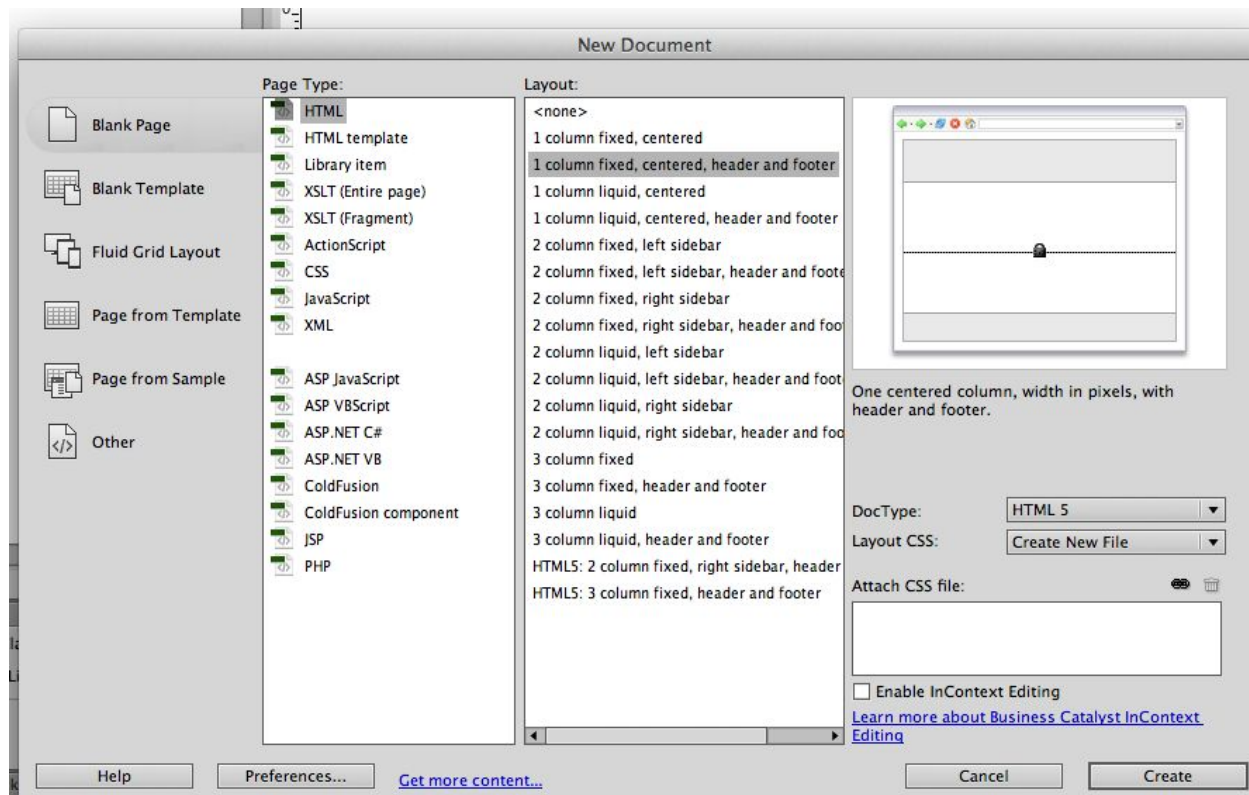 New Document
Blank Page
Blank Template
Fluid Grid Layout
Page from Template
Page from Sample
Other
Page Type:
HTML
HTML template
Library item
XSLT (Entire page)
XSLT (Fragment)
ActionScript
CSS
JavaScript
XML
ASP JavaScript
ASP VBScript
ASP.NET C#
ASP.NET VB
ColdFusion
ColdFusion component
JSP
PHP
Layout:
<none>
1 column fixed, centered
1 column fixed, centered, header and footer
1 column liquid, centered
1 column liquid, centered, header and footer
2 column fixed, left sidebar
2 column fixed, left sidebar, header and foote
2 column fixed, right sidebar
2 column fixed, right sidebar, header and foo
2 column liquid, left sidebar
2 column liquid, left sidebar, header and foot
2 column liquid, right sidebar
2 column liquid, right sidebar, header and foo
3 column fixed
3 column fixed, header and footer
3 column liquid
3 column liquid, header and footer
HTML5: 2 column fixed, right sidebar, header
HTML5: 3 column fixed, header and footer
One centered column, width in pixels, with
header and footer.
DocType:
HTML 5
Layout CSS:
Create New File
Attach CSS file:
Enable InContext Editing
Learn more about Business Catalyst InContext
Editing
Help
Preferences...
Get more content...
Cancel
Create